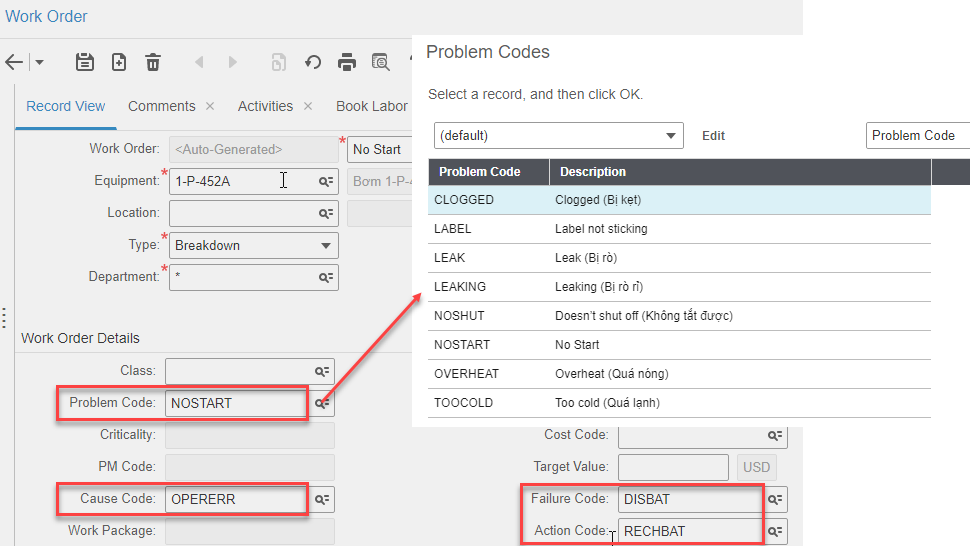 Work Order
Problem Codes
Select a record, and then click OK.
(default)
Edit
Problem Code
Problem Code Description
CLOGGED Clogged (Bị kẹt)
LABEL Label not sticking
LEAK Leak (Bị rò)
LEAKING Leaking (Bị rò rỉ)
NOSHUT Doesn't shut off (Không tắt được)
NOSTART No Start
OVERHEAT Overheat (Quá nóng)
TOOCOLD Too cold (Quá lạnh)
Record View
Comments ×
Activities ×
Book Labor
Work Order: <Auto-Generated> * No Start
Equipment: * 1-P-452A Bơm 1-P-4
Location:
Type: * Breakdown
Department: * *
Work Order Details
Class:
Problem Code: NOSTART
Criticality:
Cost Code:
PM Code:
Target Value: USD
Cause Code: OPERERR
Failure Code: DISBAT
Work Package:
Action Code: RECHBAT